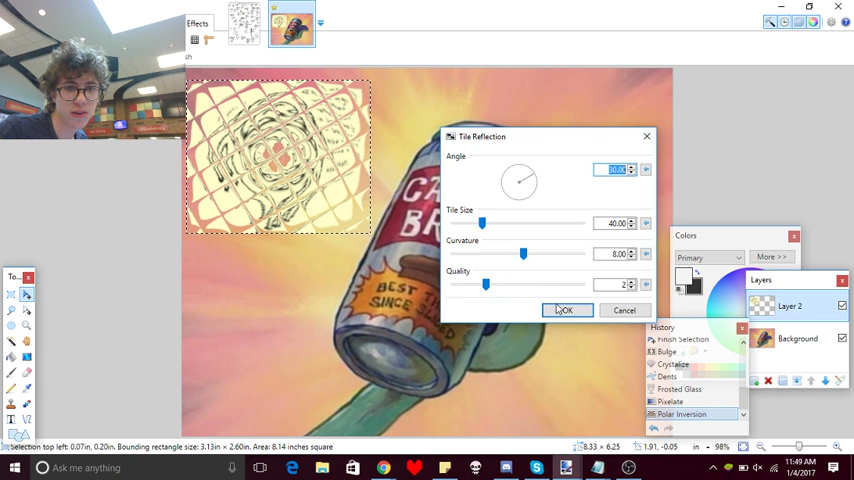 Effects
sh
Tile Reflection
Angle
30.00
Tile Size
40.00
Curvature
8.00
Quality
2
OK
Cancel
BEST
SINCE
Colors
Primary
More >>
Layers
Layer 2
Background
To...
History
Finish Selection
Bulge
Crystalize
Dents
Frosted Glass
Pixelate
Polar Inversion
Selection top left: 0.07in, 0.20in. Bounding rectangle size: 3.13in × 2.60in. Area: 8.14 inches square
8.33 × 6.25
1.91, -0.05
in
98%
Ask me anything
11:49 AM
1/4/2017